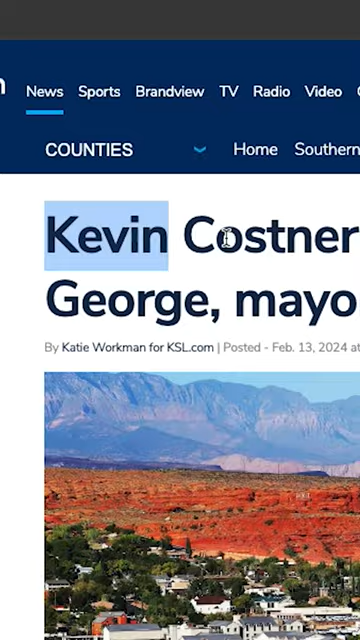 News Sports Brandview TV Radio Video
COUNTIES Home Southern
Kevin Costner
George, mayo
By Katie Workman for KSL.com | Posted - Feb. 13, 2024 at